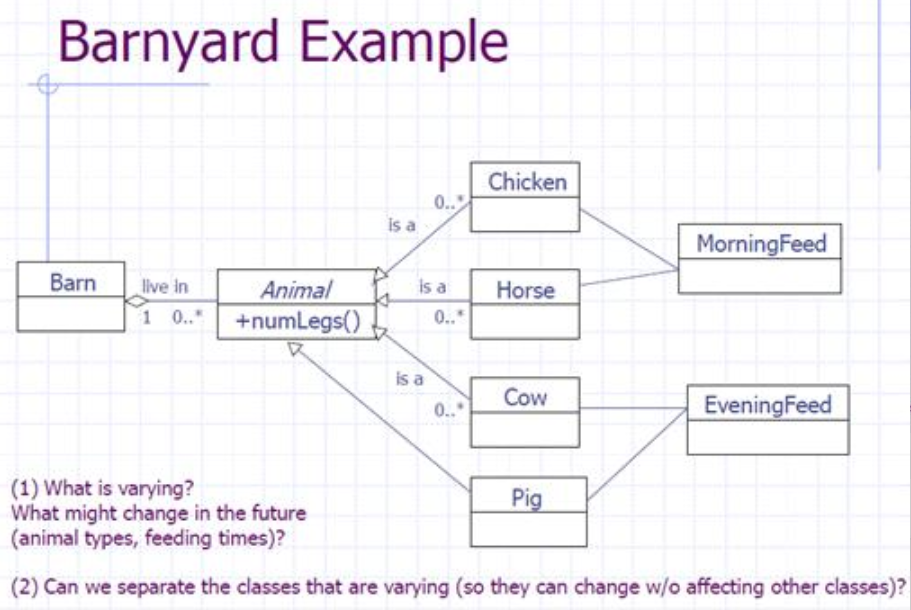 Barnyard Example
Chicken
0..*
is a
MorningFeed
Barn
live in
1 0..*
Animal
+numLegs()
is a
0..*
Horse
is a
0..*
Cow
EveningFeed
Pig
(1) What is varying?
What might change in the future
(animal types, feeding times)?
(2) Can we separate the classes that are varying (so they can change w/o affecting other classes)?